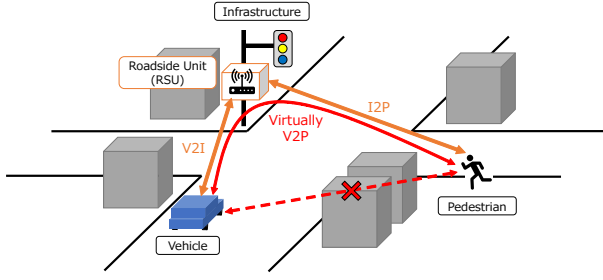 Infrastructure
Roadside Unit
(RSU)
I2P
Virtually
V2P
V2I
Pedestrian
Vehicle